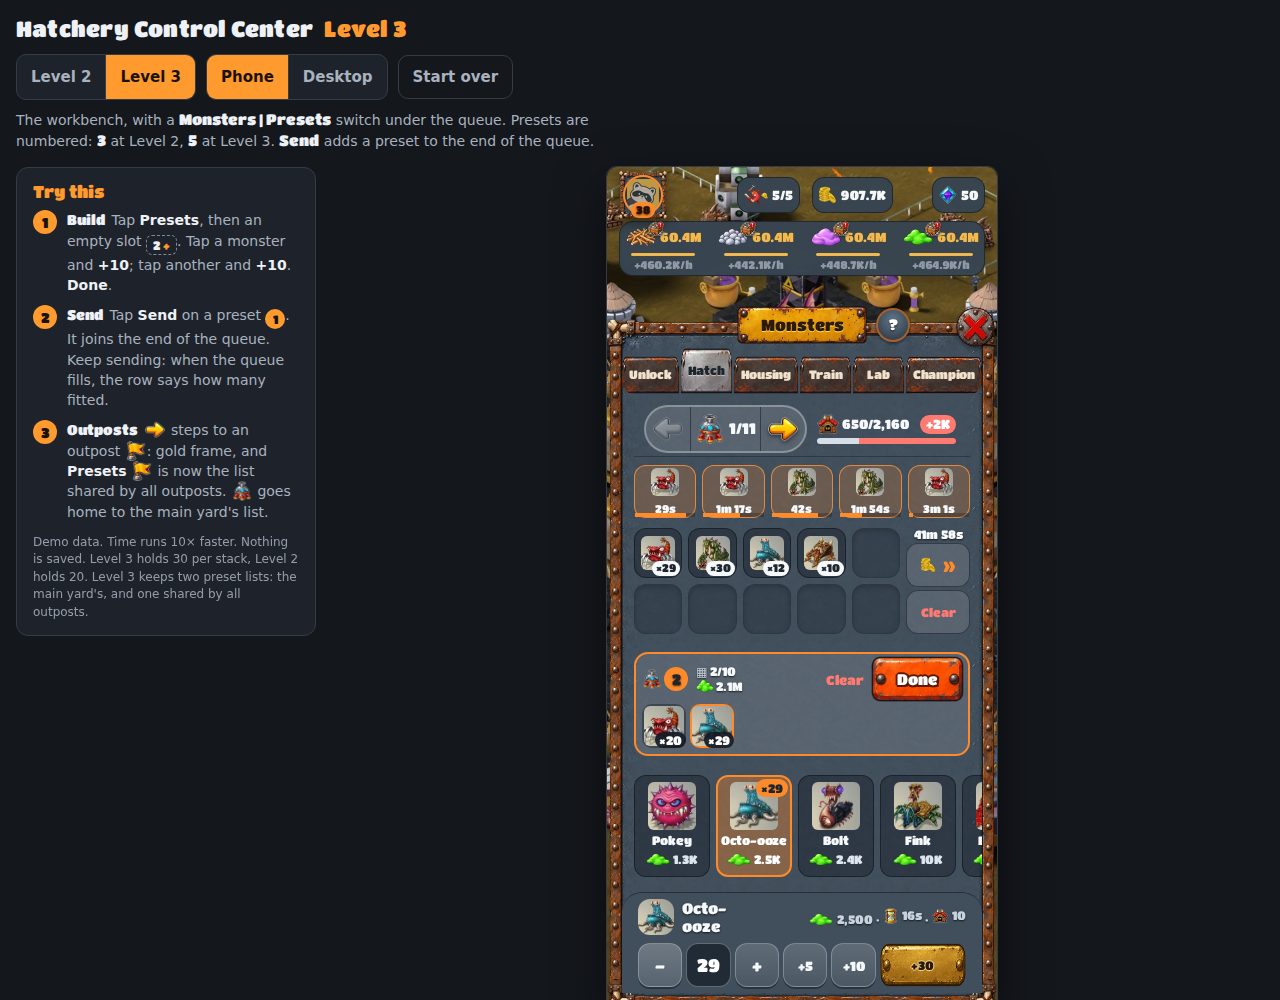 Hatchery Control Center Level 3
Level 2 Level 3 Phone Desktop Start over
The workbench, with a Monsters | Presets switch under the queue. Presets are
numbered: 3 at Level 2, 5 at Level 3. Send adds a preset to the end of the queue.
Try this
1 Build Tap Presets, then an
empty slot 2 +. Tap a monster
and +10; tap another and +10.
Done.
2 Send Tap Send on a preset 1.
It joins the end of the queue.
Keep sending: when the queue
fills, the row says how many
fitted.
3 Outposts steps to an
outpost : gold frame, and
Presets is now the list
shared by all outposts. goes
home to the main yard's list.
Demo data. Time runs 10× faster. Nothing
is saved. Level 3 holds 30 per stack, Level 2
holds 20. Level 3 keeps two preset lists: the
main yard's, and one shared by all
outposts.
30 5/5 907.7K 50
60.4M 60.4M 60.4M 60.4M
+460.2K/h +442.1K/h +448.7K/h +464.9K/h
Monsters ?
Unlock Hatch Housing Train Lab Champion
1/11 650/2,160 +2K
29s 1m 17s 42s 1m 54s 3m 1s
41m 58s
×29 ×30 ×12 ×10
Clear
2 2/10 Clear Done
2.1M
×20 ×29
×29
Pokey Octo-ooze Bolt Fink
1.3K 2.5K 2.4K 10K
Octo-
ooze
2,500 · 16s · 10
− 29 + +5 +10 +30